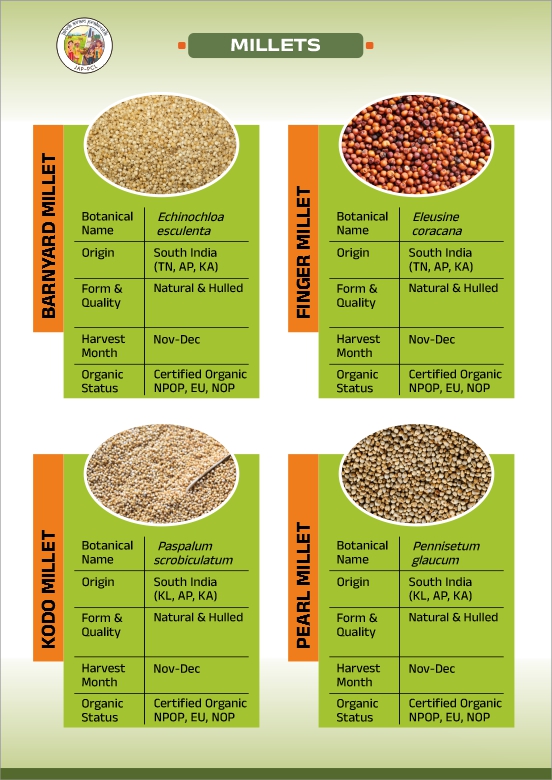 JAP-PCL
MILLETS
BARNYARD MILLET
Botanical Name
Echinochloa esculenta
Origin
South India
(TN, AP, KA)
Form &
Quality
Natural & Hulled
Harvest
Month
Nov-Dec
Organic
Status
Certified Organic
NPOP, EU, NOP
FINGER MILLET
Botanical
Name
Eleusine
coracana
Origin
South India
(TN, AP, KA)
Form &
Quality
Natural & Hulled
Harvest
Month
Nov-Dec
Organic
Status
Certified Organic
NPOP, EU, NOP
KODO MILLET
Botanical
Name
Paspalum
scrobiculatum
Origin
South India
(KL, AP, KA)
Form &
Quality
Natural & Hulled
Harvest
Month
Nov-Dec
Organic
Status
Certified Organic
NPOP, EU, NOP
PEARL MILLET
Botanical
Name
Pennisetum
glaucum
Origin
South India
(KL, AP, KA)
Form &
Quality
Natural & Hulled
Harvest
Month
Nov-Dec
Organic
Status
Certified Organic
NPOP, EU, NOP